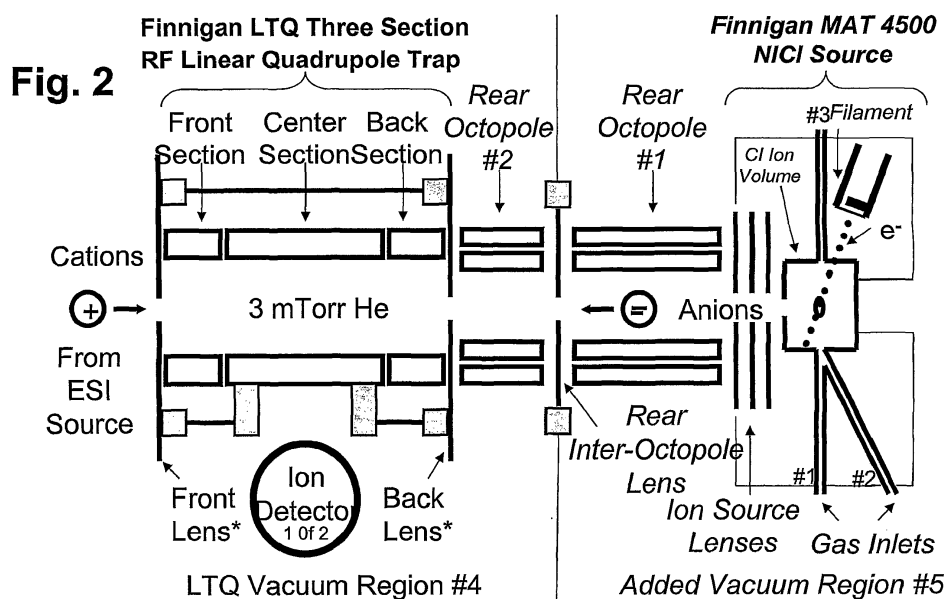 Fig. 2
Finnigan LTQ Three Section
RF Linear Quadrupole Trap
Finnigan MAT 4500
NICI Source
Front
Section
Center
Section
Back
Section
Rear
Octopole
#2
Rear
Octopole
#1
#3
Filament
CI Ion
Volume
e-
Cations
+
3 mTorr He
=
Anions
From
ESI
Source
Front
Lens*
Ion
Detector
1 Of 2
Back
Lens*
Rear
Inter-Octopole
Lens
Ion Source
Lenses
#1
#2
Gas Inlets
LTQ Vacuum Region #4
Added Vacuum Region #5